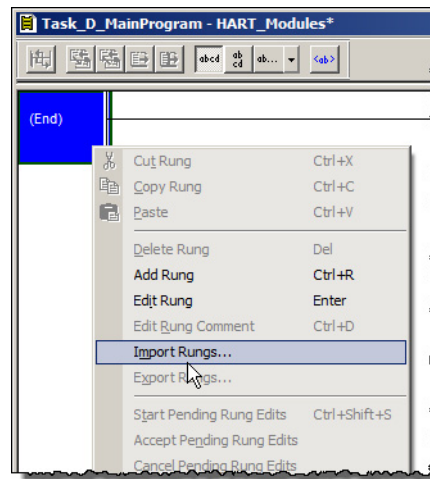 Task_D_MainProgram - HART_Modules*
abcd ab cd ab... <ab>
(End)
Cut Rung Ctrl+X
Copy Rung Ctrl+C
Paste Ctrl+V
Delete Rung Del
Add Rung Ctrl+R
Edit Rung Enter
Edit Rung Comment Ctrl+D
Import Rungs...
Export Rungs...
Start Pending Rung Edits Ctrl+Shift+S
Accept Pending Rung Edits
Cancel Pending Rung Edits